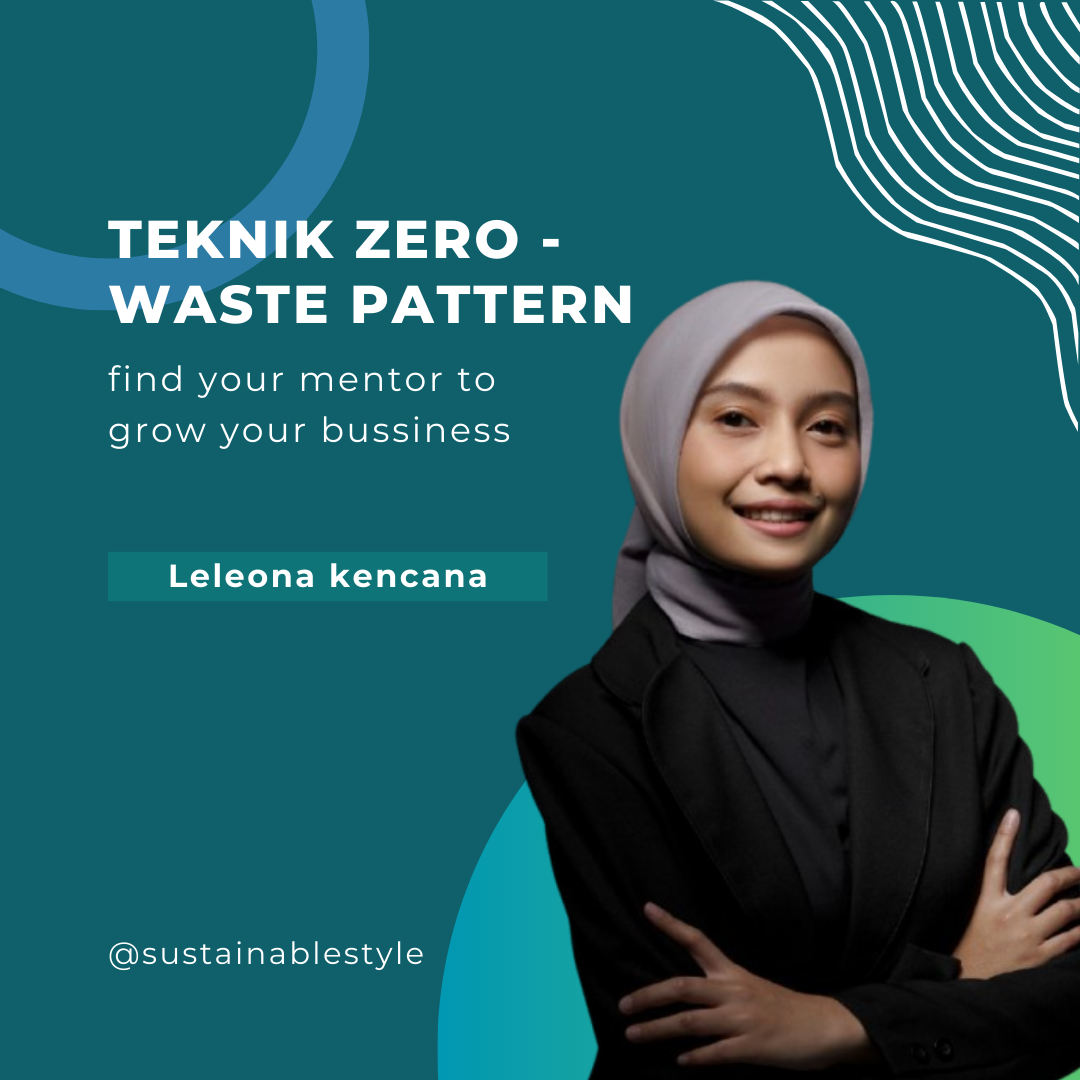 TEKNIK ZERO -
WASTE PATTERN
find your mentor to
grow your bussiness
Leleona kencana
@sustainablestyle